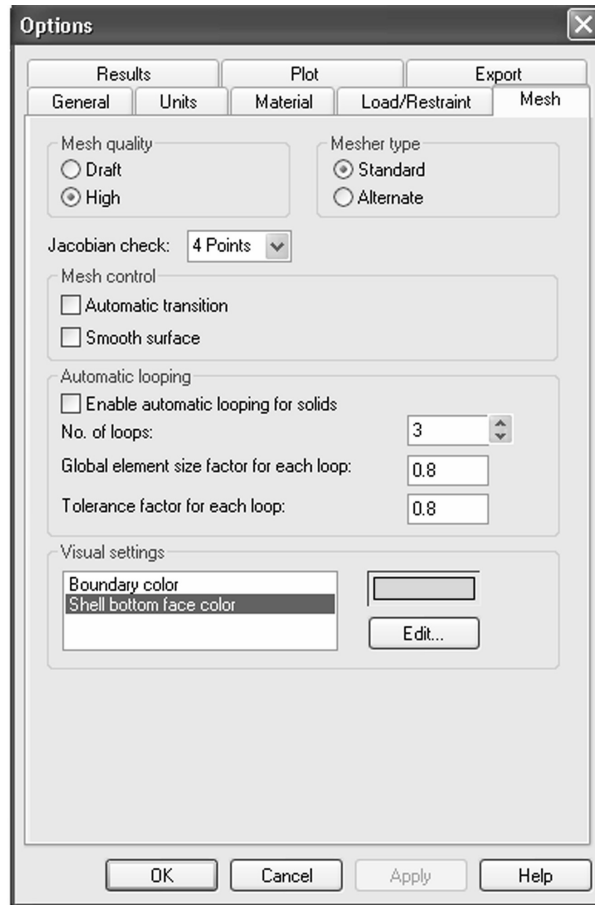 Options
Results Plot Export
General Units Material Load/Restraint Mesh
Mesh quality
Draft
High
Mesher type
Standard
Alternate
Jacobian check: 4 Points
Mesh control
Automatic transition
Smooth surface
Automatic looping
Enable automatic looping for solids
No. of loops: 3
Global element size factor for each loop: 0.8
Tolerance factor for each loop: 0.8
Visual settings
Boundary color
Shell bottom face color
Edit...
OK Cancel Apply Help